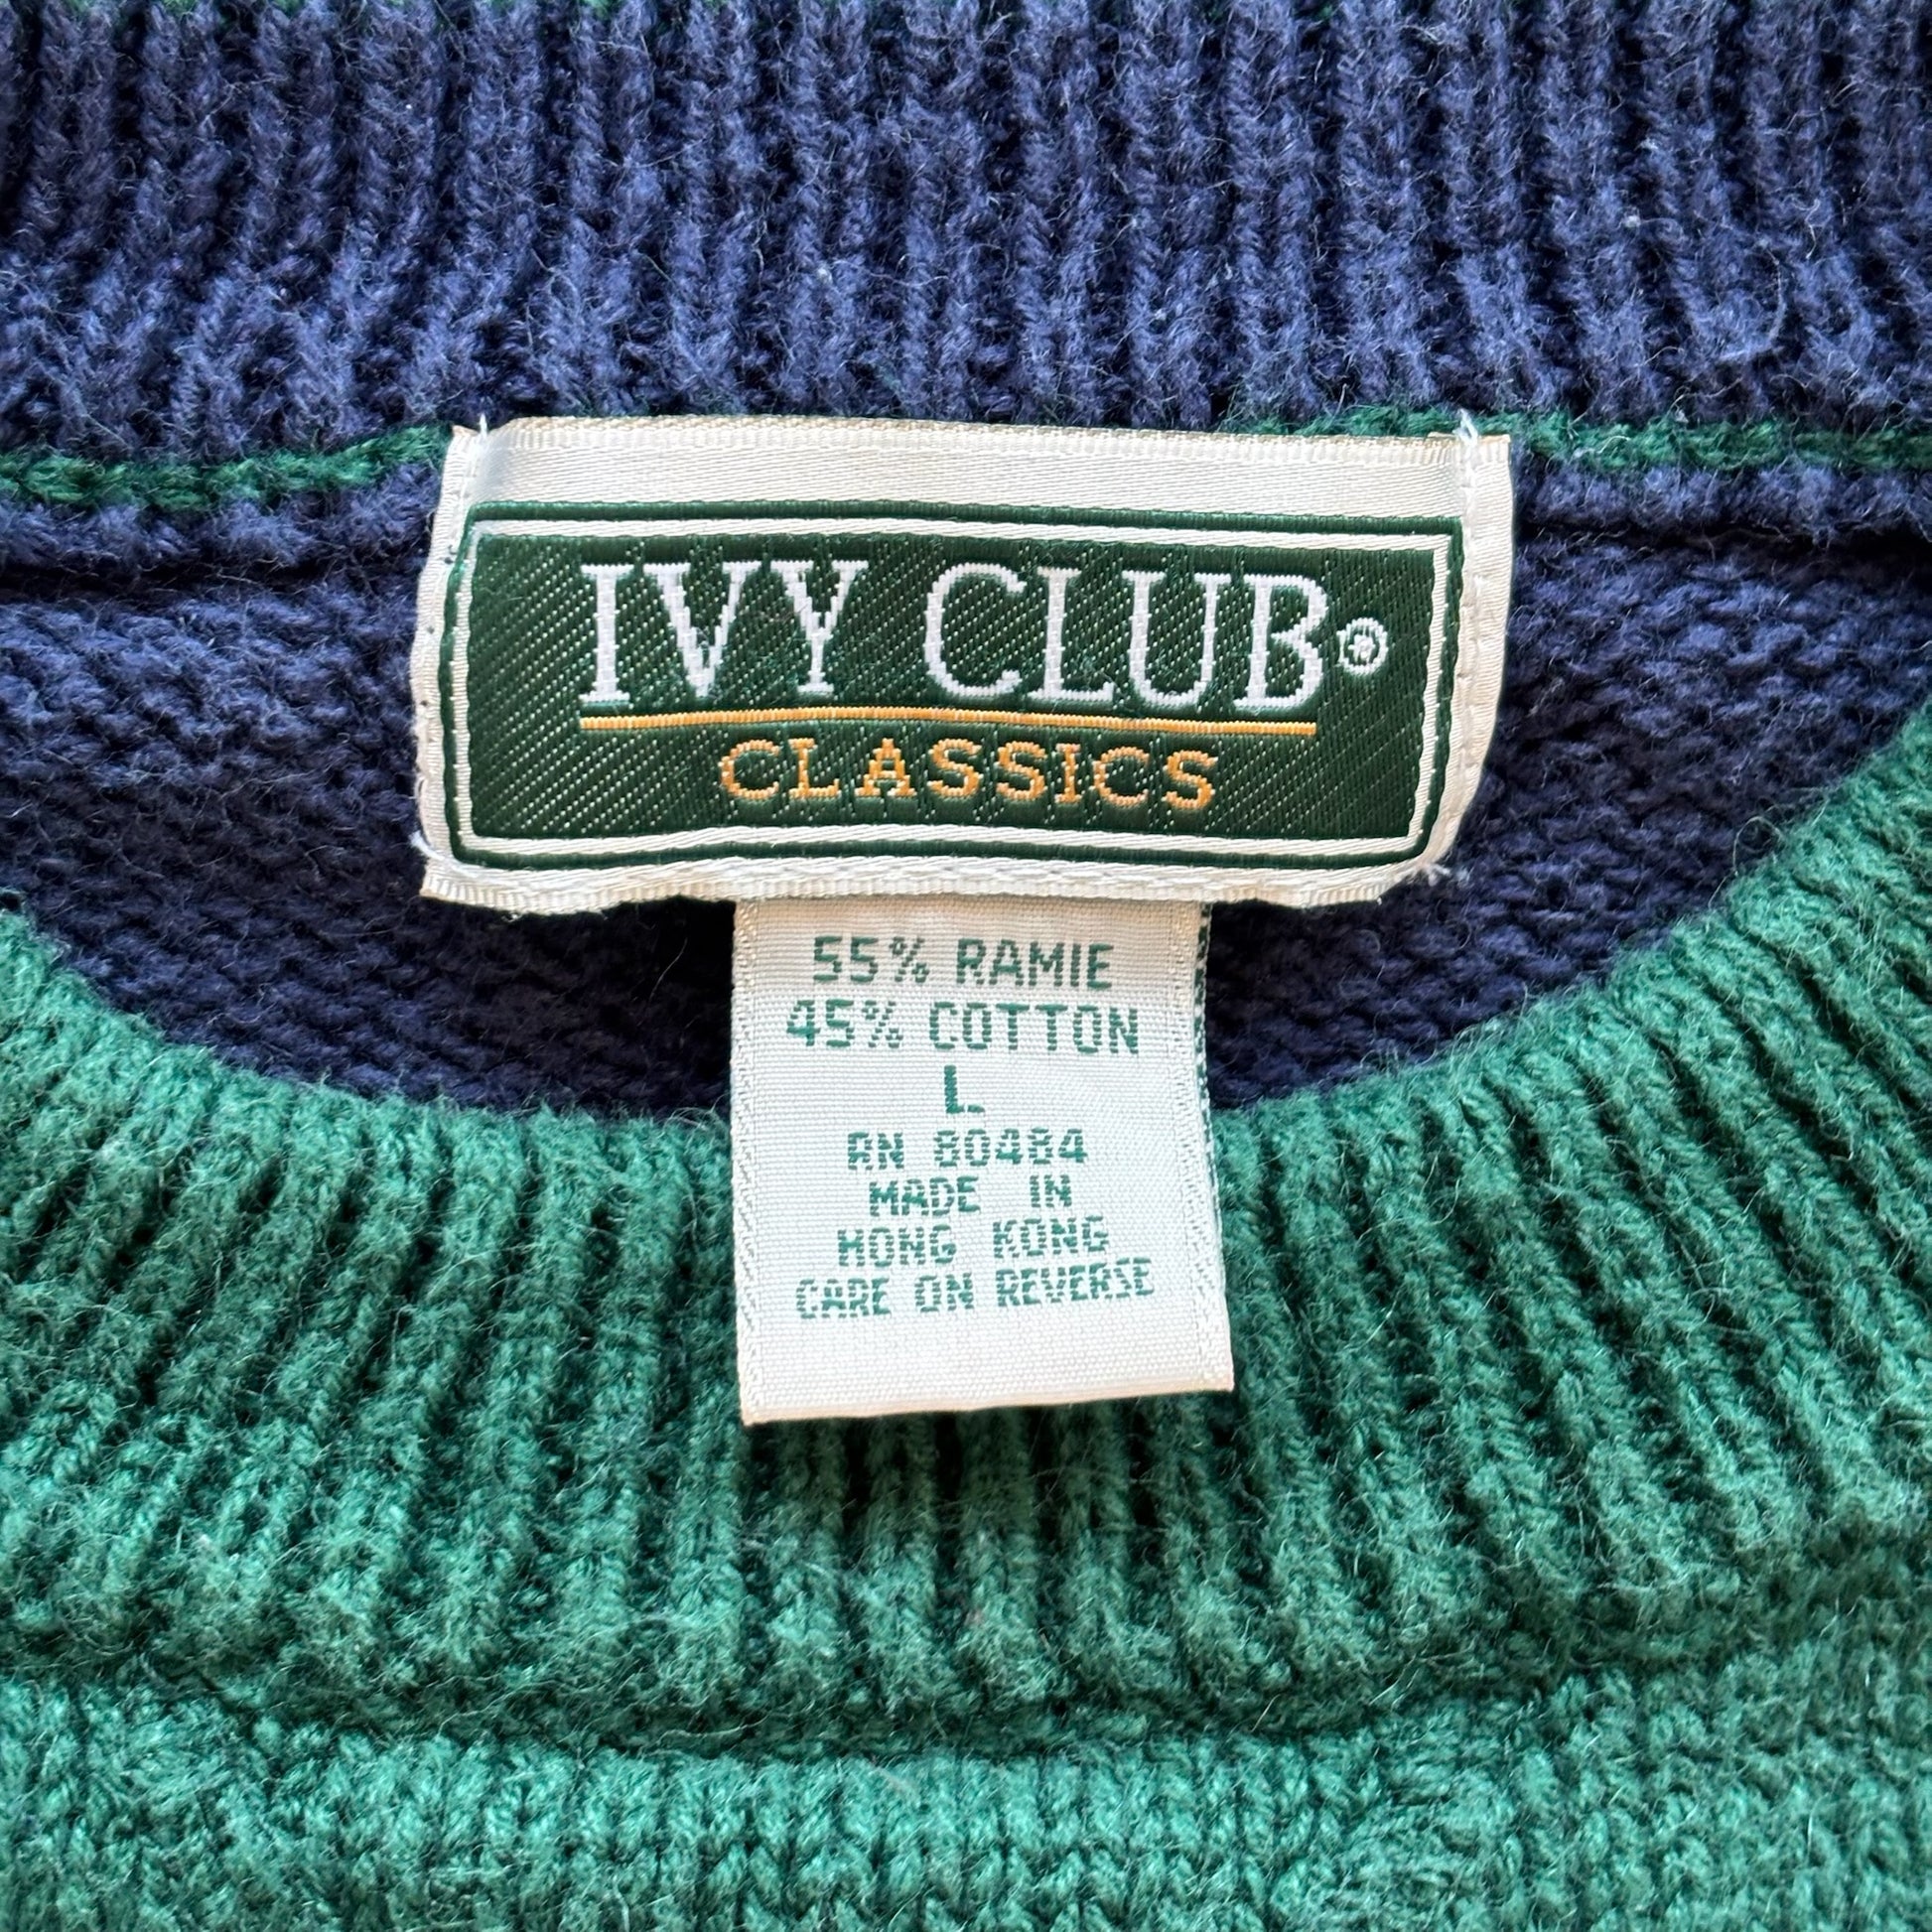 IVY CLUB®
CLASSICS
55% RAMIE
45% COTTON
L
RN 80484
MADE IN
HONG KONG
CARE ON REVERSE